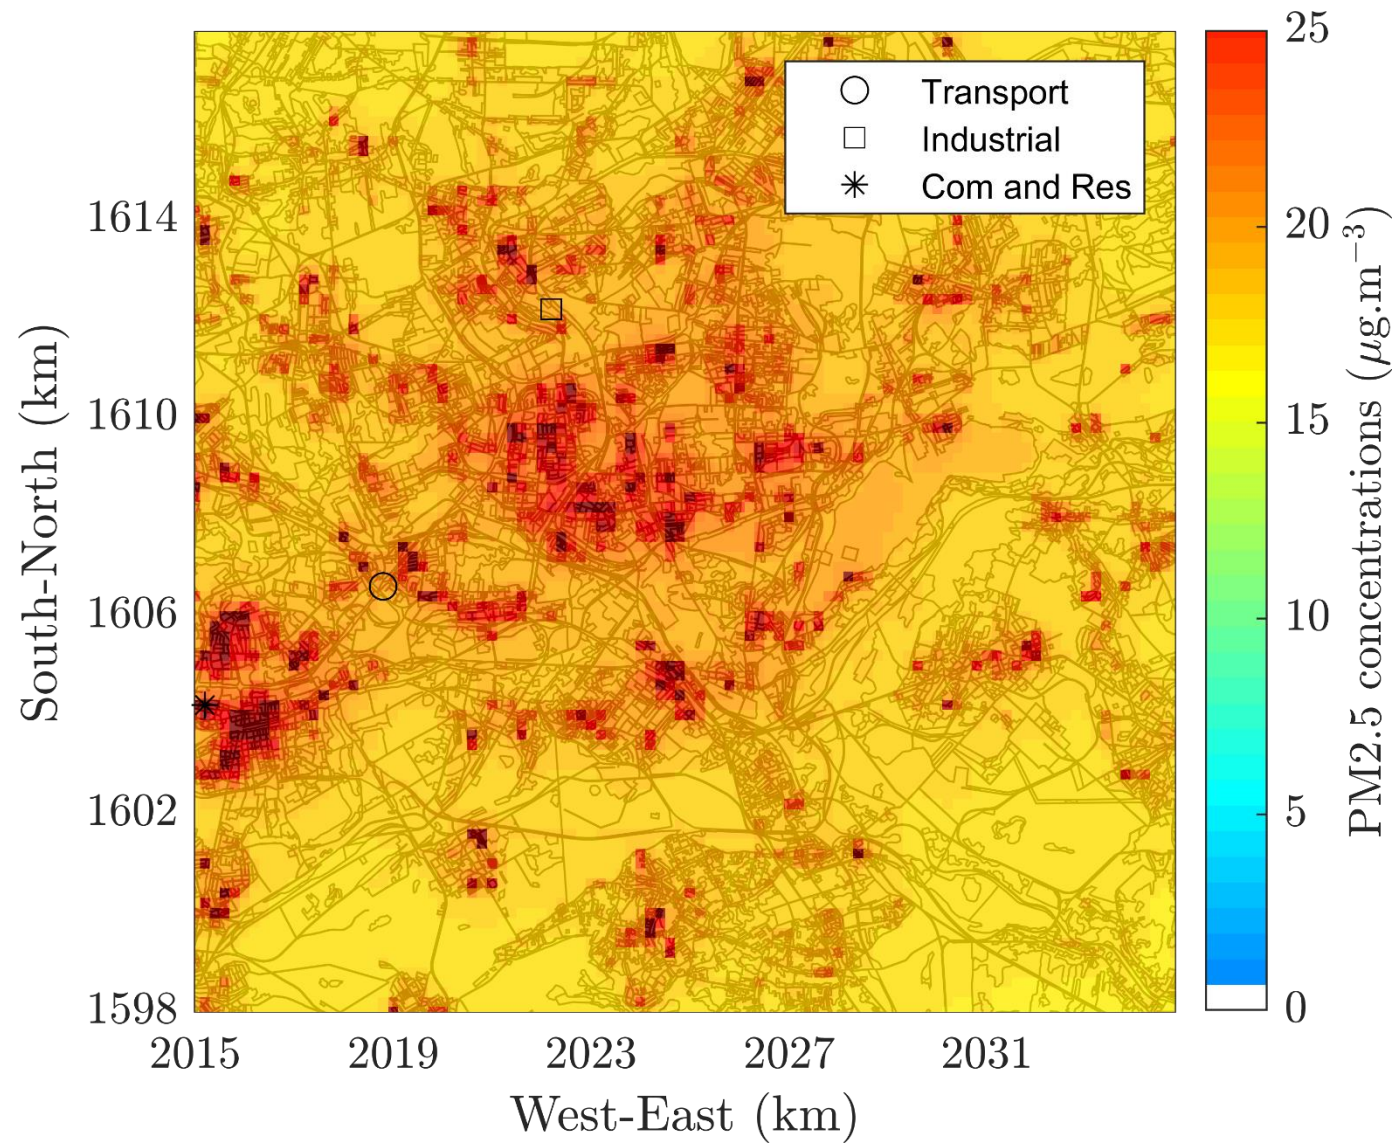 Transport
Industrial
Com and Res
1614
1610
1606
1602
1598
South-North (km)
2015 2019 2023 2027 2031
West-East (km)
25
20
15
10
5
0
PM2.5 concentrations (μg.m⁻³)